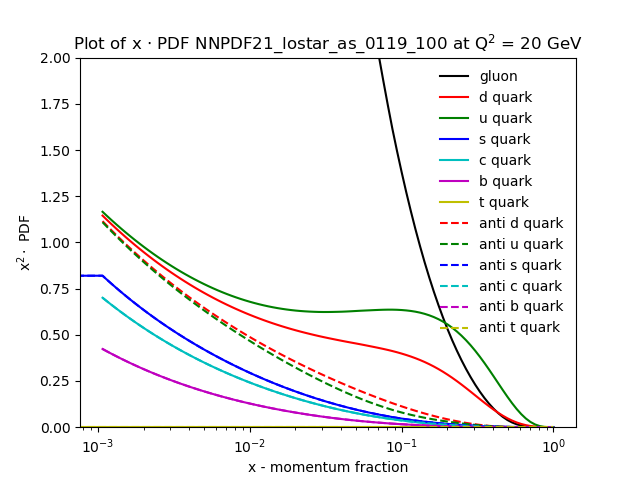 Plot of x · PDF NNPDF21_lostar_as_0119_100 at Q² = 20 GeV
2.00
1.75
1.50
1.25
1.00
0.75
0.50
0.25
0.00
x² · PDF
gluon
d quark
u quark
s quark
c quark
b quark
t quark
anti d quark
anti u quark
anti s quark
anti c quark
anti b quark
anti t quark
10⁻³ 10⁻² 10⁻¹ 10⁰
x - momentum fraction